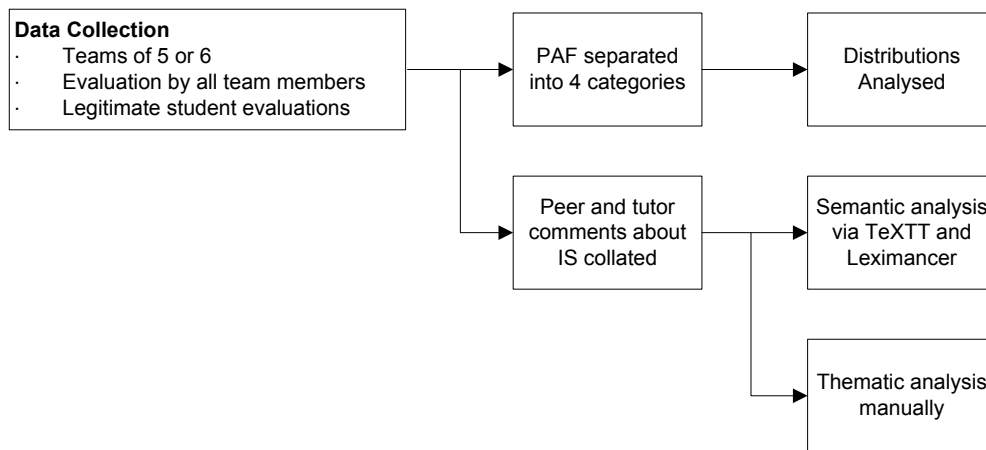 Data Collection
· Teams of 5 or 6
· Evaluation by all team members
· Legitimate student evaluations
PAF separated
into 4 categories
Distributions
Analysed
Peer and tutor
comments about
IS collated
Semantic analysis
via TeXTT and
Leximancer
Thematic analysis
manually